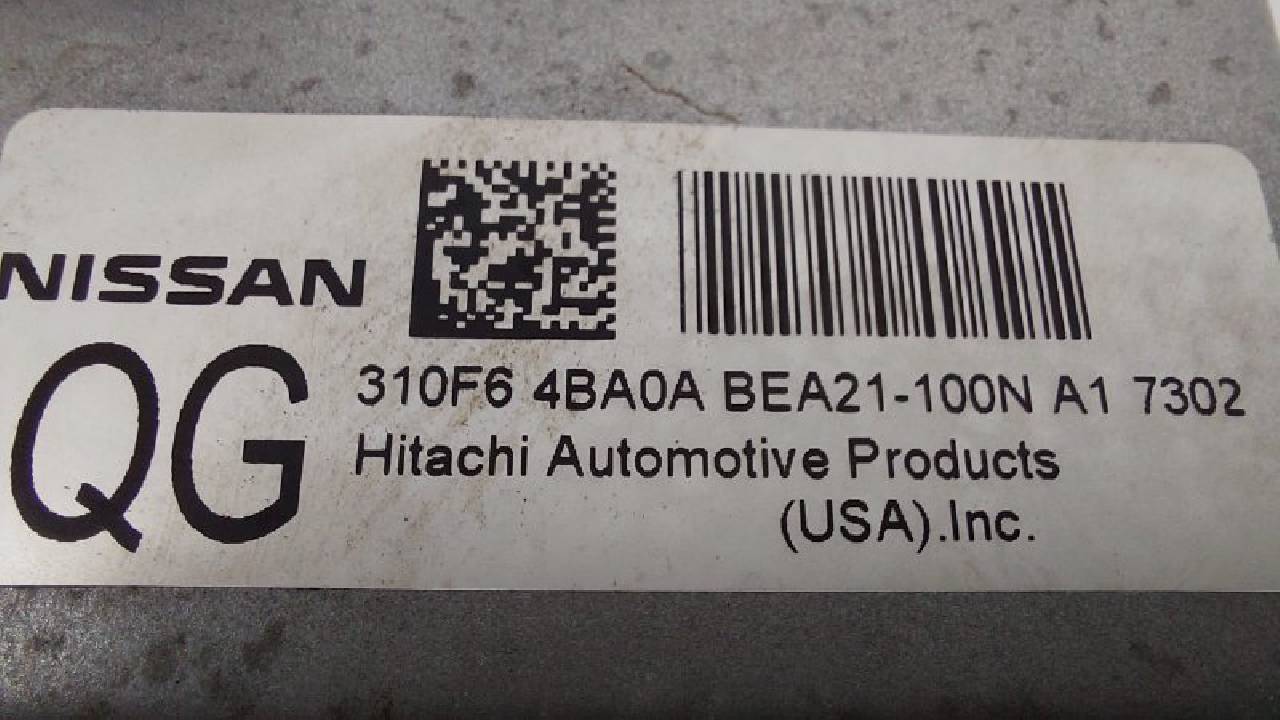 NISSAN
QG
310F6 4BA0A BEA21-100N A1 7302
Hitachi Automotive Products
(USA).Inc.